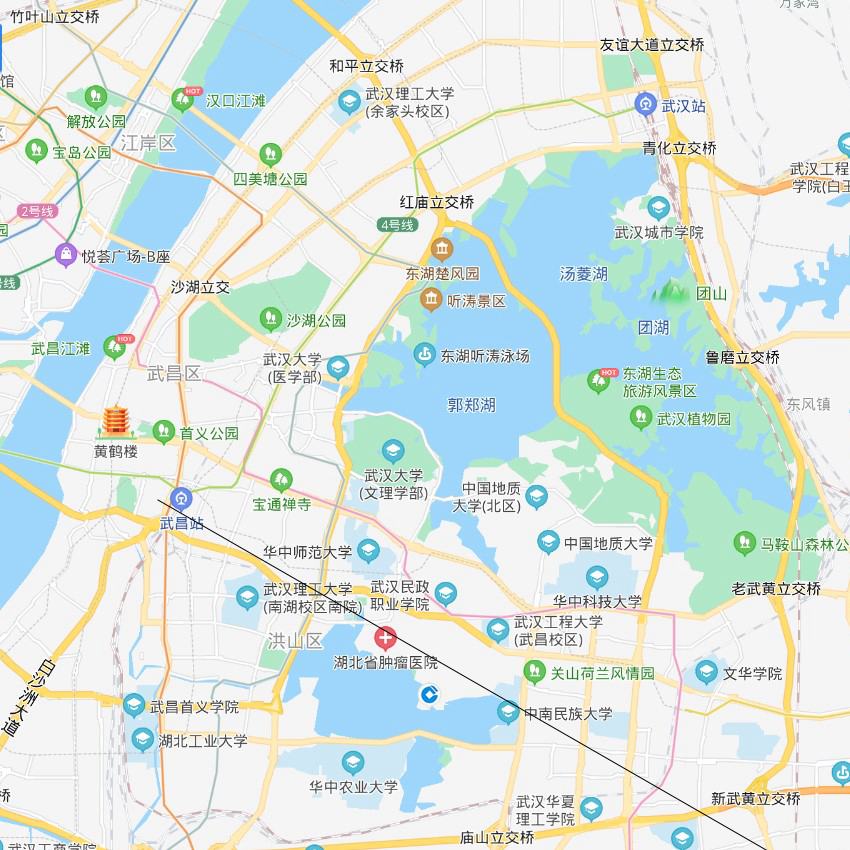 竹叶山立交桥
万家湾
友谊大道立交桥
和平立交桥
馆
武汉理工大学
(余家头校区)
HOT
汉口江滩
武汉站
解放公园
江岸区
区
宝岛公园
青化立交桥
四美塘公园
武汉工程
学院(白玉
红庙立交桥
2号线
4号线
园
武汉城市学院
悦荟广场-B座
东湖楚风园
汤菱湖
号线
沙湖立交
听涛景区
团山
沙湖公园
团湖
HOT
武昌江滩
武汉大学
(医学部)
东湖听涛泳场
鲁磨立交桥
武昌区
HOT
东湖生态
旅游风景区
郭郑湖
东风镇
武汉植物园
首义公园
黄鹤楼
武汉大学
(文理学部)
中国地质
大学(北区)
宝通禅寺
武昌站
华中师范大学
中国地质大学
马鞍山森林公
武汉理工大学
(南湖校区南院)
武汉民政
职业学院
华中科技大学
老武黄立交桥
武汉工程大学
(武昌校区)
洪山区
湖北省肿瘤医院
关山荷兰风情园
文华学院
白沙洲大道
武昌首义学院
中南民族大学
湖北工业大学
华中农业大学
桥
武汉华夏
理工学院
新武黄立交桥
庙山立交桥
武汉工商学院